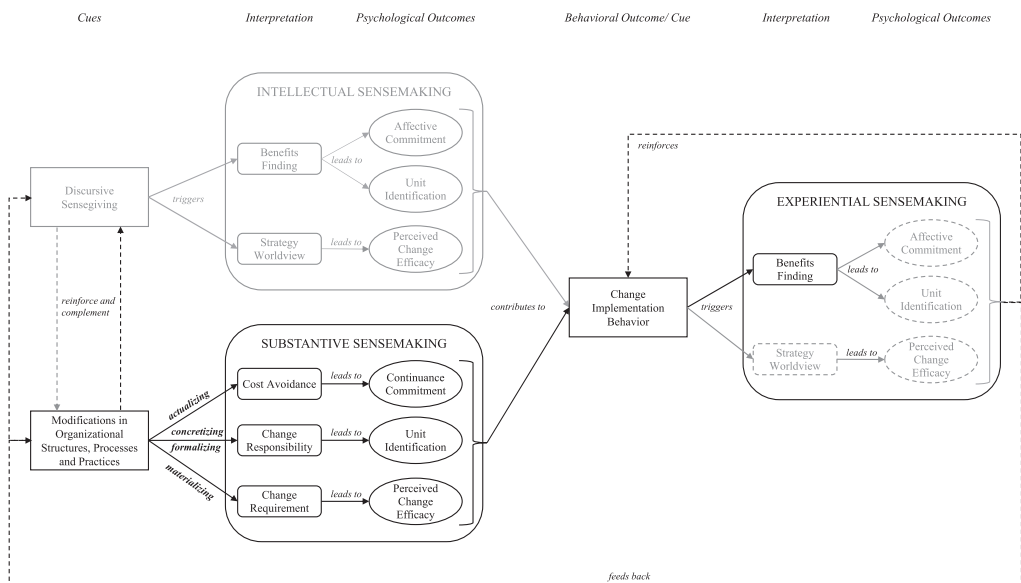 Cues
Interpretation
Psychological Outcomes
Behavioral Outcome/ Cue
Interpretation
Psychological Outcomes
INTELLECTUAL SENSEMAKING
Discursive
Sensegiving
triggers
Benefits
Finding
leads to
Affective
Commitment
Unit
Identification
Strategy
Worldview
leads to
Perceived
Change
Efficacy
reinforce and
complement
SUBSTANTIVE SENSEMAKING
Modifications in
Organizational
Structures, Processes
and Practices
actualizing
concretizing
formalizing
materializing
Cost Avoidance
leads to
Continuance
Commitment
Change
Responsibility
leads to
Unit
Identification
Change
Requirement
leads to
Perceived
Change
Efficacy
contributes to
Change
Implementation
Behavior
reinforces
triggers
EXPERIENTIAL SENSEMAKING
Benefits
Finding
leads to
Affective
Commitment
Unit
Identification
Strategy
Worldview
leads to
Perceived
Change
Efficacy
feeds back